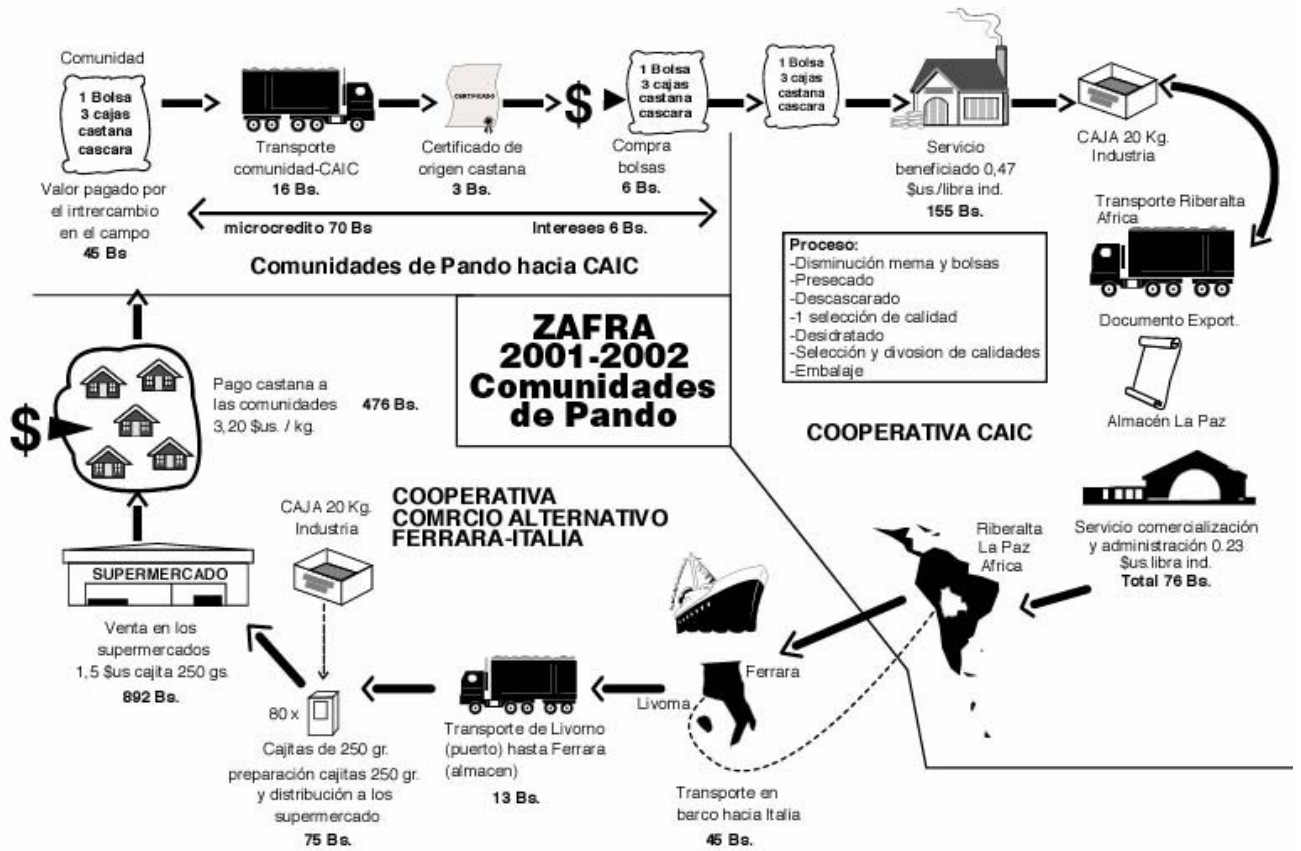 Comunidad
1 Bolsa
3 cajas
castana
cascara
Valor pagado por
el intrercambio
en el campo
45 Bs.
Transporte
comunidad-CAIC
16 Bs.
CERTIFICADO
Certificado de
origen castana
3 Bs.
$
1 Bolsa
3 cajas
castana
cascara
Compra
bolsas
6 Bs.
microcredito 70 Bs
Intereses 6 Bs.
Comunidades de Pando hacia CAIC
1 Bolsa
3 cajas
castana
cascara
Servicio
beneficiado 0,47
$us./libra ind.
155 Bs.
CAJA 20 Kg.
Industria
Transporte Riberalta
Africa
Documento Export.
Almacén La Paz
Proceso:
-Disminución mema y bolsas
-Presecado
-Descascarado
-1 selección de calidad
-Desidratado
-Selección y divosion de calidades
-Embalaje
COOPERATIVA CAIC
Servicio comercialización
y administración 0.23
$us.libra ind.
Total 76 Bs.
ZAFRA
2001-2002
Comunidades
de Pando
Riberalta
La Paz
Africa
Ferrara
Livoma
Transporte en
barco hacia Italia
45 Bs.
Transporte de Livorno
(puerto) hasta Ferrara
(almacen)
13 Bs.
COOPERATIVA
COMRCIO ALTERNATIVO
FERRARA-ITALIA
CAJA 20 Kg.
Industria
80 x
Cajitas de 250 gr.
preparación cajitas 250 gr.
y distribución a los
supermercado
75 Bs.
SUPERMERCADO
Venta en los
supermercados
1,5 $us cajita 250 gs.
892 Bs.
$
Pago castana a
las comunidades 476 Bs.
3,20 $us. / kg.